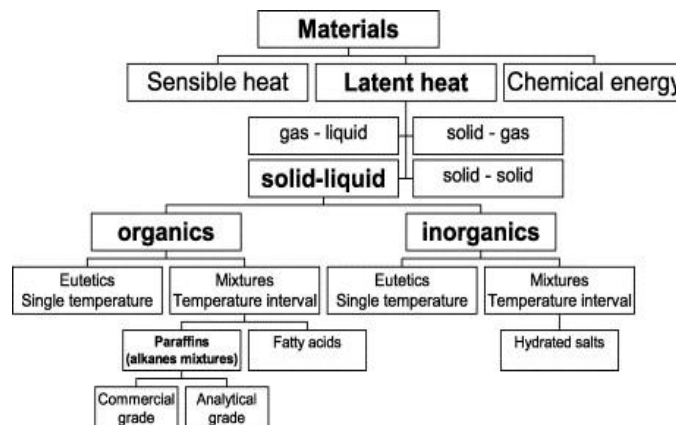 Materials
Sensible heat
Latent heat
Chemical energy
gas - liquid
solid - gas
solid-liquid
solid - solid
organics
inorganics
Eutetics
Single temperature
Mixtures
Temperature interval
Eutetics
Single temperature
Mixtures
Temperature interval
Paraffins
(alkanes mixtures)
Fatty acids
Hydrated salts
Commercial
grade
Analytical
grade